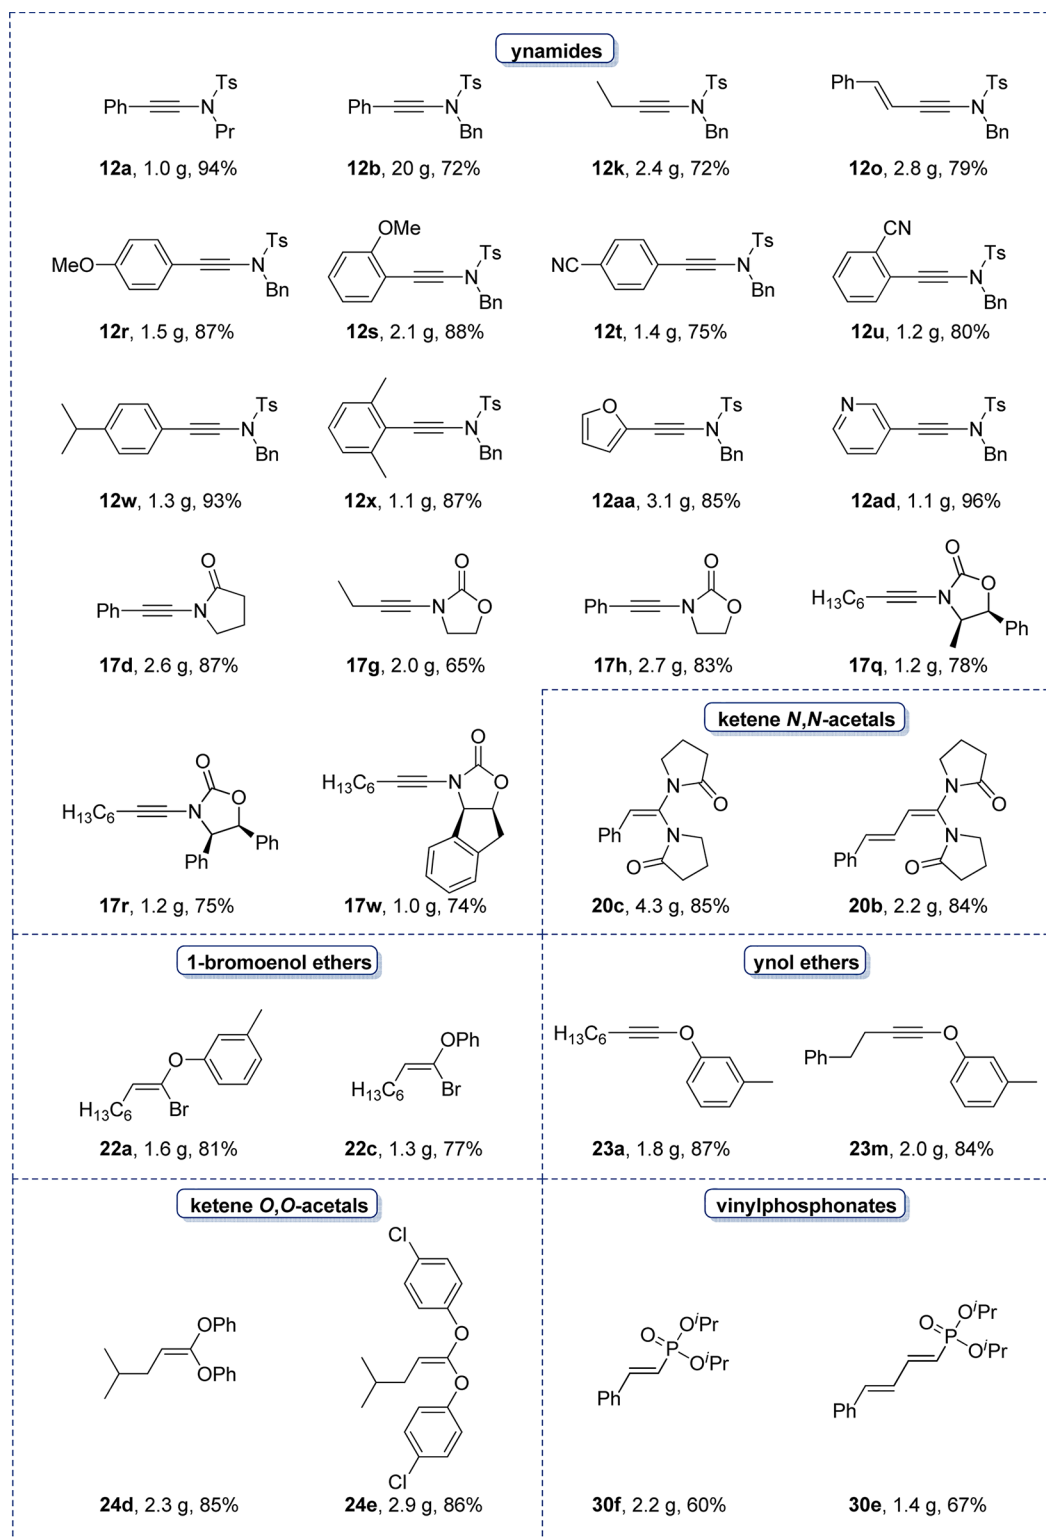 ynamides
Ph N Ts Pr
Ph N Ts Bn
N Ts Bn
Ph N Ts Bn
12a, 1.0 g, 94%
12b, 20 g, 72%
12k, 2.4 g, 72%
12o, 2.8 g, 79%
MeO N Ts Bn
OMe N Ts Bn
NC N Ts Bn
CN N Ts Bn
12r, 1.5 g, 87%
12s, 2.1 g, 88%
12t, 1.4 g, 75%
12u, 1.2 g, 80%
N Ts Bn
N Ts Bn
O N Ts Bn
N N Ts Bn
12w, 1.3 g, 93%
12x, 1.1 g, 87%
12aa, 3.1 g, 85%
12ad, 1.1 g, 96%
Ph N O
N O O
Ph N O O
H13C6 N O O Ph
17d, 2.6 g, 87%
17g, 2.0 g, 65%
17h, 2.7 g, 83%
17q, 1.2 g, 78%
H13C6 N O O Ph Ph
H13C6 N O O
17r, 1.2 g, 75%
17w, 1.0 g, 74%
ketene N,N-acetals
Ph N O N O
Ph N O N O
20c, 4.3 g, 85%
20b, 2.2 g, 84%
1-bromoenol ethers
H13C6 O Br
H13C6 OPh Br
22a, 1.6 g, 81%
22c, 1.3 g, 77%
ynol ethers
H13C6 O
Ph O
23a, 1.8 g, 87%
23m, 2.0 g, 84%
ketene O,O-acetals
OPh OPh
Cl O O Cl
24d, 2.3 g, 85%
24e, 2.9 g, 86%
vinylphosphonates
Ph O P OiPr OiPr
Ph O P OiPr OiPr
30f, 2.2 g, 60%
30e, 1.4 g, 67%